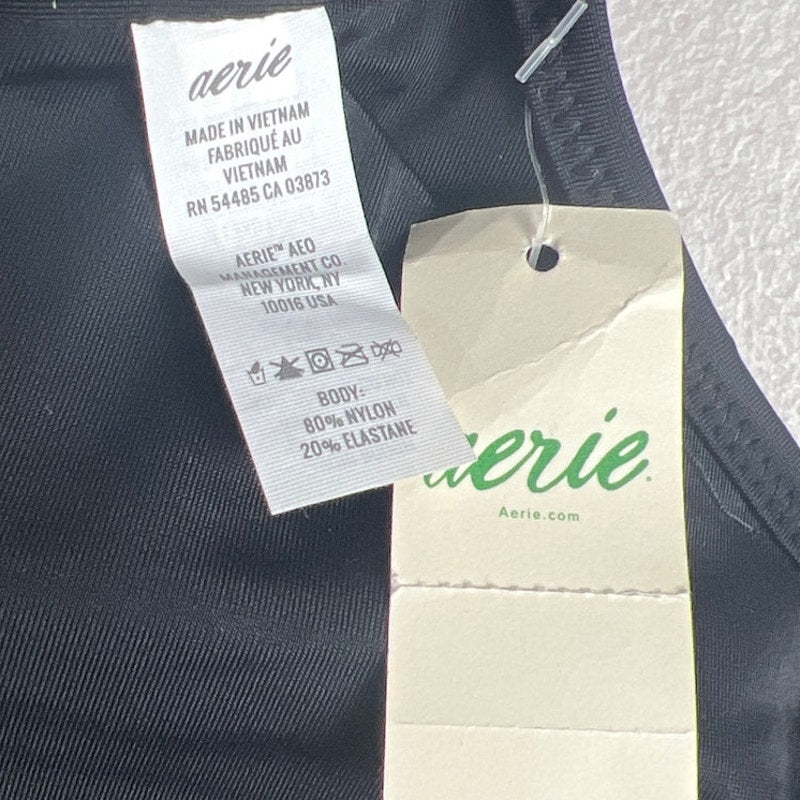 aerie
MADE IN VIETNAM
FABRIQUÉ AU
VIETNAM
RN 54485 CA 03873
AERIE™ AEO
MANAGEMENT CO.
NEW YORK, NY
10016 USA
BODY:
80% NYLON
20% ELASTANE
aerie.
Aerie.com